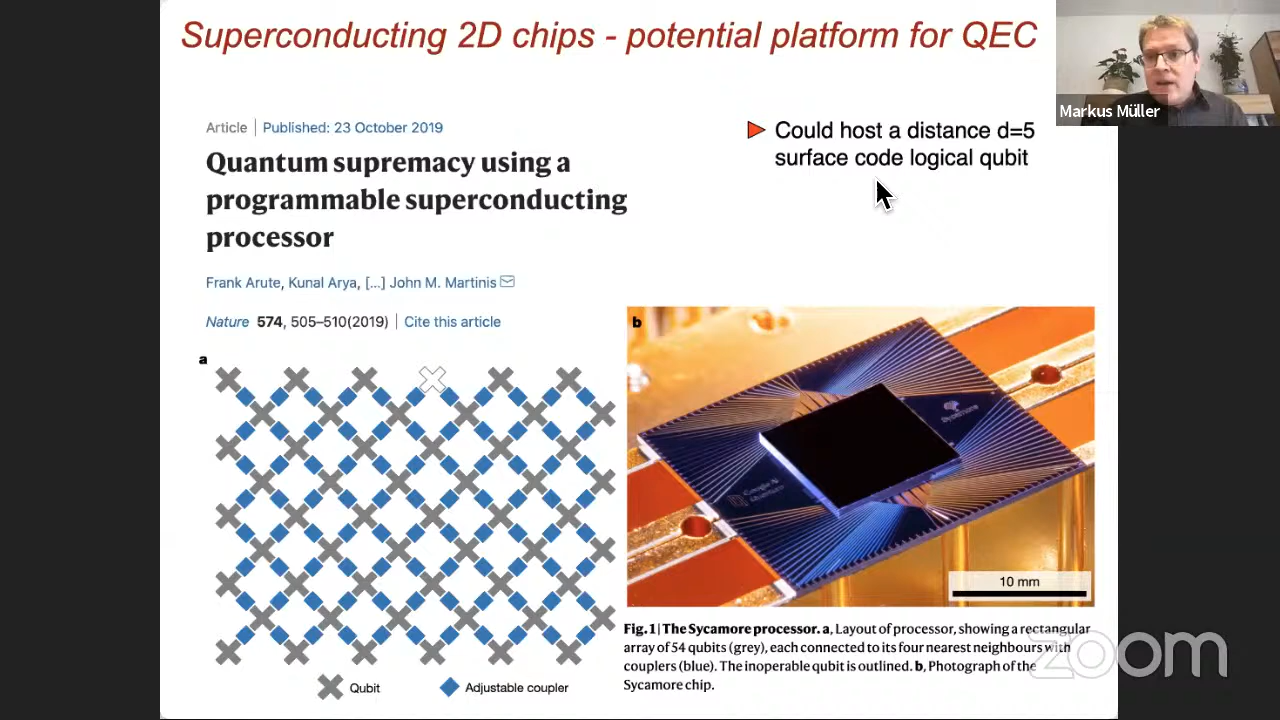 Superconducting 2D chips - potential platform for QEC
Markus Müller
Article | Published: 23 October 2019
Quantum supremacy using a
programmable superconducting
processor
Frank Arute, Kunal Arya, [...] John M. Martinis
Nature 574, 505–510(2019) | Cite this article
Could host a distance d=5
surface code logical qubit
a
Qubit
Adjustable coupler
b
Sycamore
Google AI
Quantum
10 mm
Fig. 1 | The Sycamore processor. a, Layout of processor, showing a rectangular
array of 54 qubits (grey), each connected to its four nearest neighbours with
couplers (blue). The inoperable qubit is outlined. b, Photograph of the
Sycamore chip.
zoom